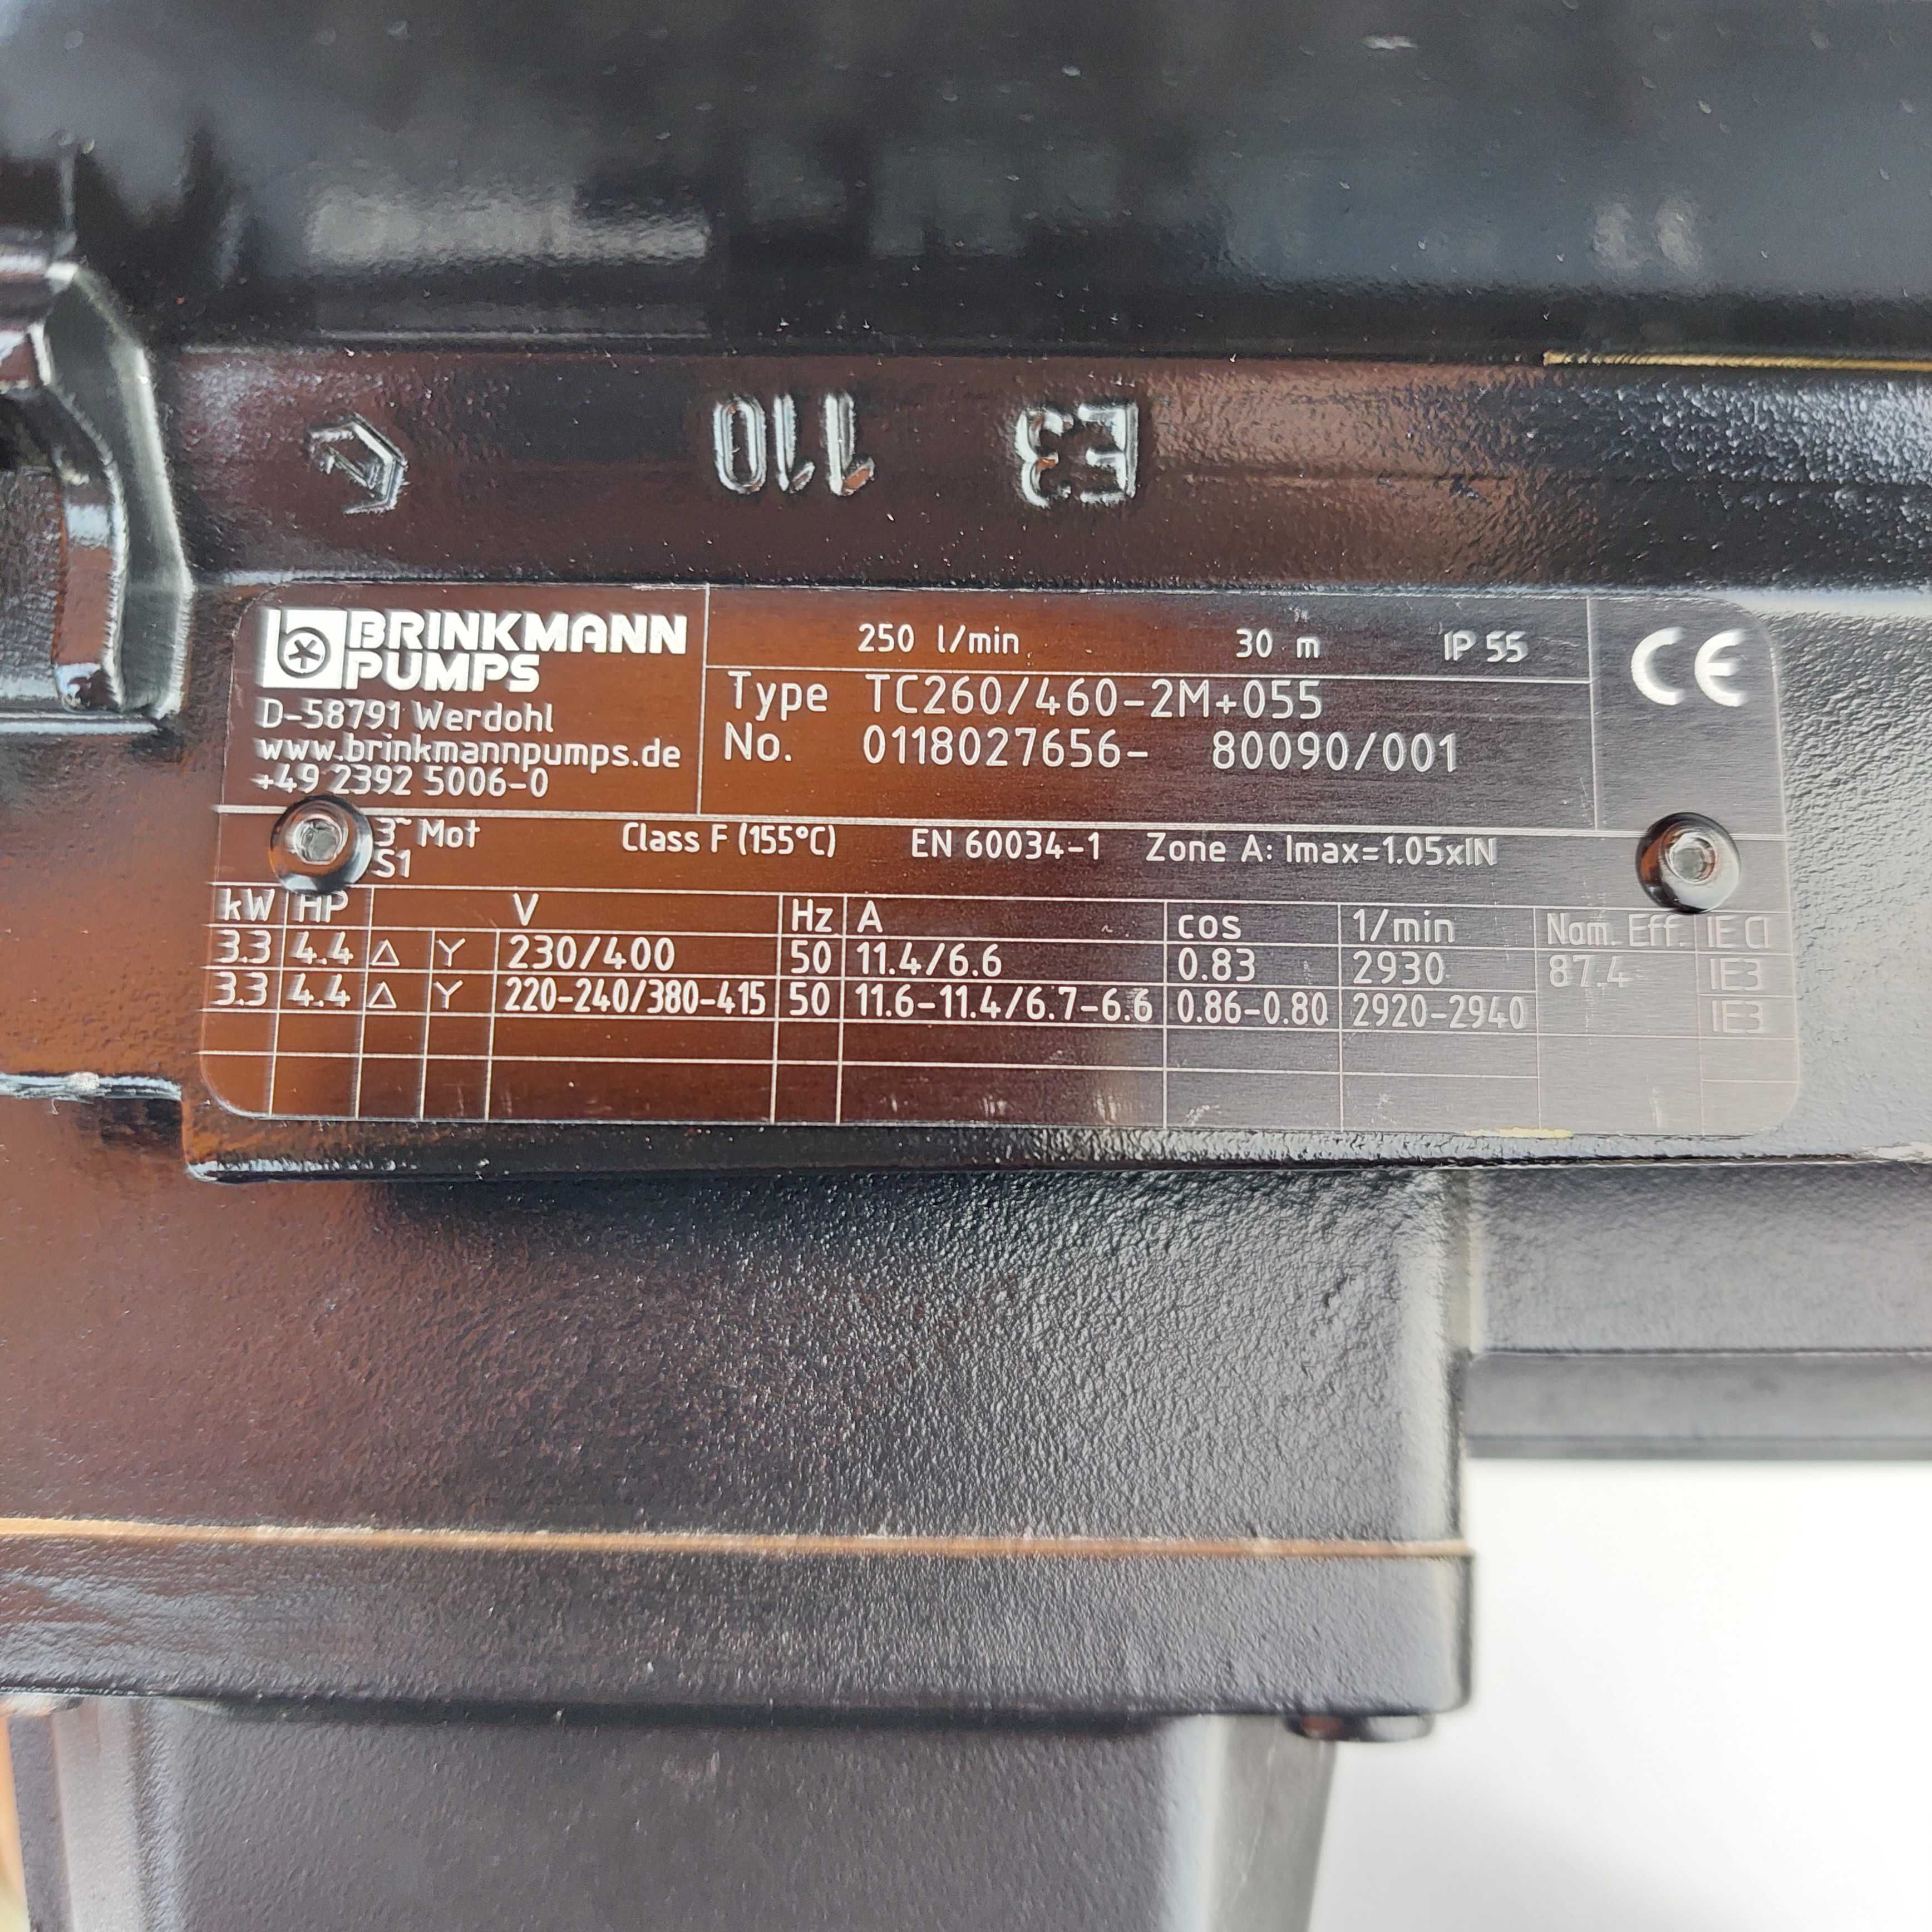 E3 110
BRINKMANN
PUMPS
D-58791 Werdohl
www.brinkmannpumps.de
+49 2392 5006-0
250 l/min 30 m IP 55
Type TC260/460-2M+055
No. 0118027656- 80090/001
CE
3~ Mot Class F (155°C) EN 60034-1 Zone A: Imax=1.05xIN
S1
kW HP V Hz A cos 1/min Nom. Eff. IE Cl
3.3 4.4 △ Y 230/400 50 11.4/6.6 0.83 2930 87.4 IE3
3.3 4.4 △ Y 220-240/380-415 50 11.6-11.4/6.7-6.6 0.86-0.80 2920-2940 IE3